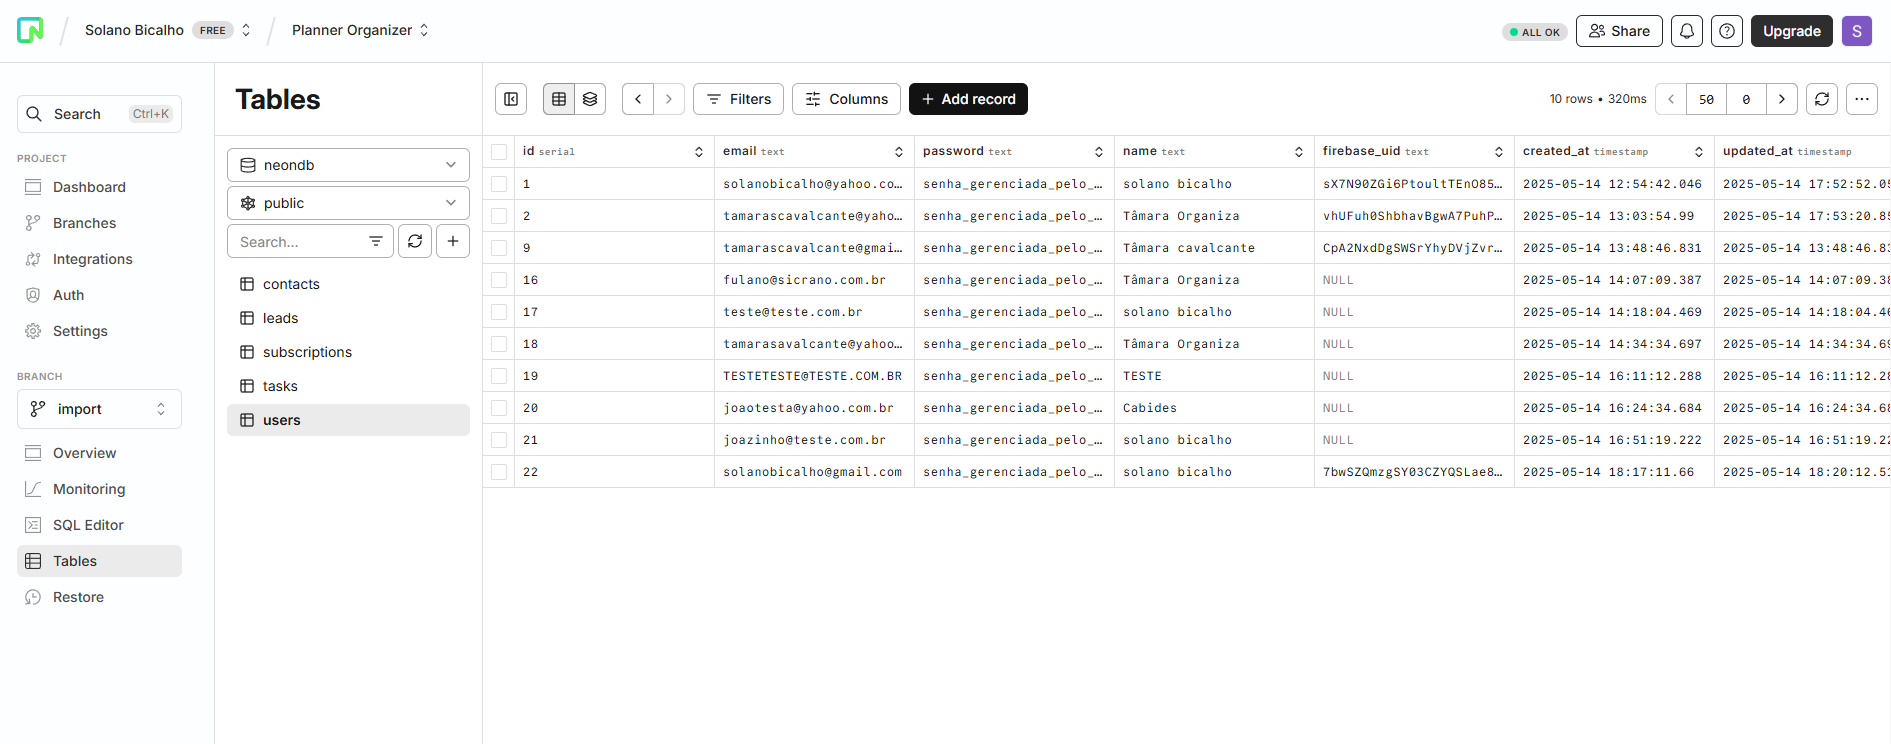 Solano Bicalho FREE Planner Organizer ALL OK Share Upgrade S
Search Ctrl+K
PROJECT
Dashboard
Branches
Integrations
Auth
Settings
BRANCH
import
Overview
Monitoring
SQL Editor
Tables
Restore
Tables
neondb
public
Search...
contacts
leads
subscriptions
tasks
users
Filters Columns Add record 10 rows • 320ms 50 0
id serial email text password text name text firebase_uid text created_at timestamp updated_at timestamp
1 solanobicalho@yahoo.co… senha_gerenciada_pelo_… solano bicalho sX7N90ZGi6PtoultTEnO85… 2025-05-14 12:54:42.046 2025-05-14 17:52:52.05
2 tamarascavalcante@yaho… senha_gerenciada_pelo_… Tâmara Organiza vhUFuh0ShbhavBgwA7PuhP… 2025-05-14 13:03:54.99 2025-05-14 17:53:20.85
9 tamarascavalcante@gmai… senha_gerenciada_pelo_… Tâmara cavalcante CpA2NxdDgSWSrYhyDVjZvr… 2025-05-14 13:48:46.831 2025-05-14 13:48:46.83
16 fulano@sicrano.com.br senha_gerenciada_pelo_… Tâmara Organiza NULL 2025-05-14 14:07:09.387 2025-05-14 14:07:09.38
17 teste@teste.com.br senha_gerenciada_pelo_… solano bicalho NULL 2025-05-14 14:18:04.469 2025-05-14 14:18:04.46
18 tamarasavalcante@yahoo… senha_gerenciada_pelo_… Tâmara Organiza NULL 2025-05-14 14:34:34.697 2025-05-14 14:34:34.69
19 TESTETESTE@TESTE.COM.BR senha_gerenciada_pelo_… TESTE NULL 2025-05-14 16:11:12.288 2025-05-14 16:11:12.28
20 joaotesta@yahoo.com.br senha_gerenciada_pelo_… Cabides NULL 2025-05-14 16:24:34.684 2025-05-14 16:24:34.68
21 joazinho@teste.com.br senha_gerenciada_pelo_… solano bicalho NULL 2025-05-14 16:51:19.222 2025-05-14 16:51:19.22
22 solanobicalho@gmail.com senha_gerenciada_pelo_… solano bicalho 7bwSZQmzgSY03CZYQSLae8… 2025-05-14 18:17:11.66 2025-05-14 18:20:12.51